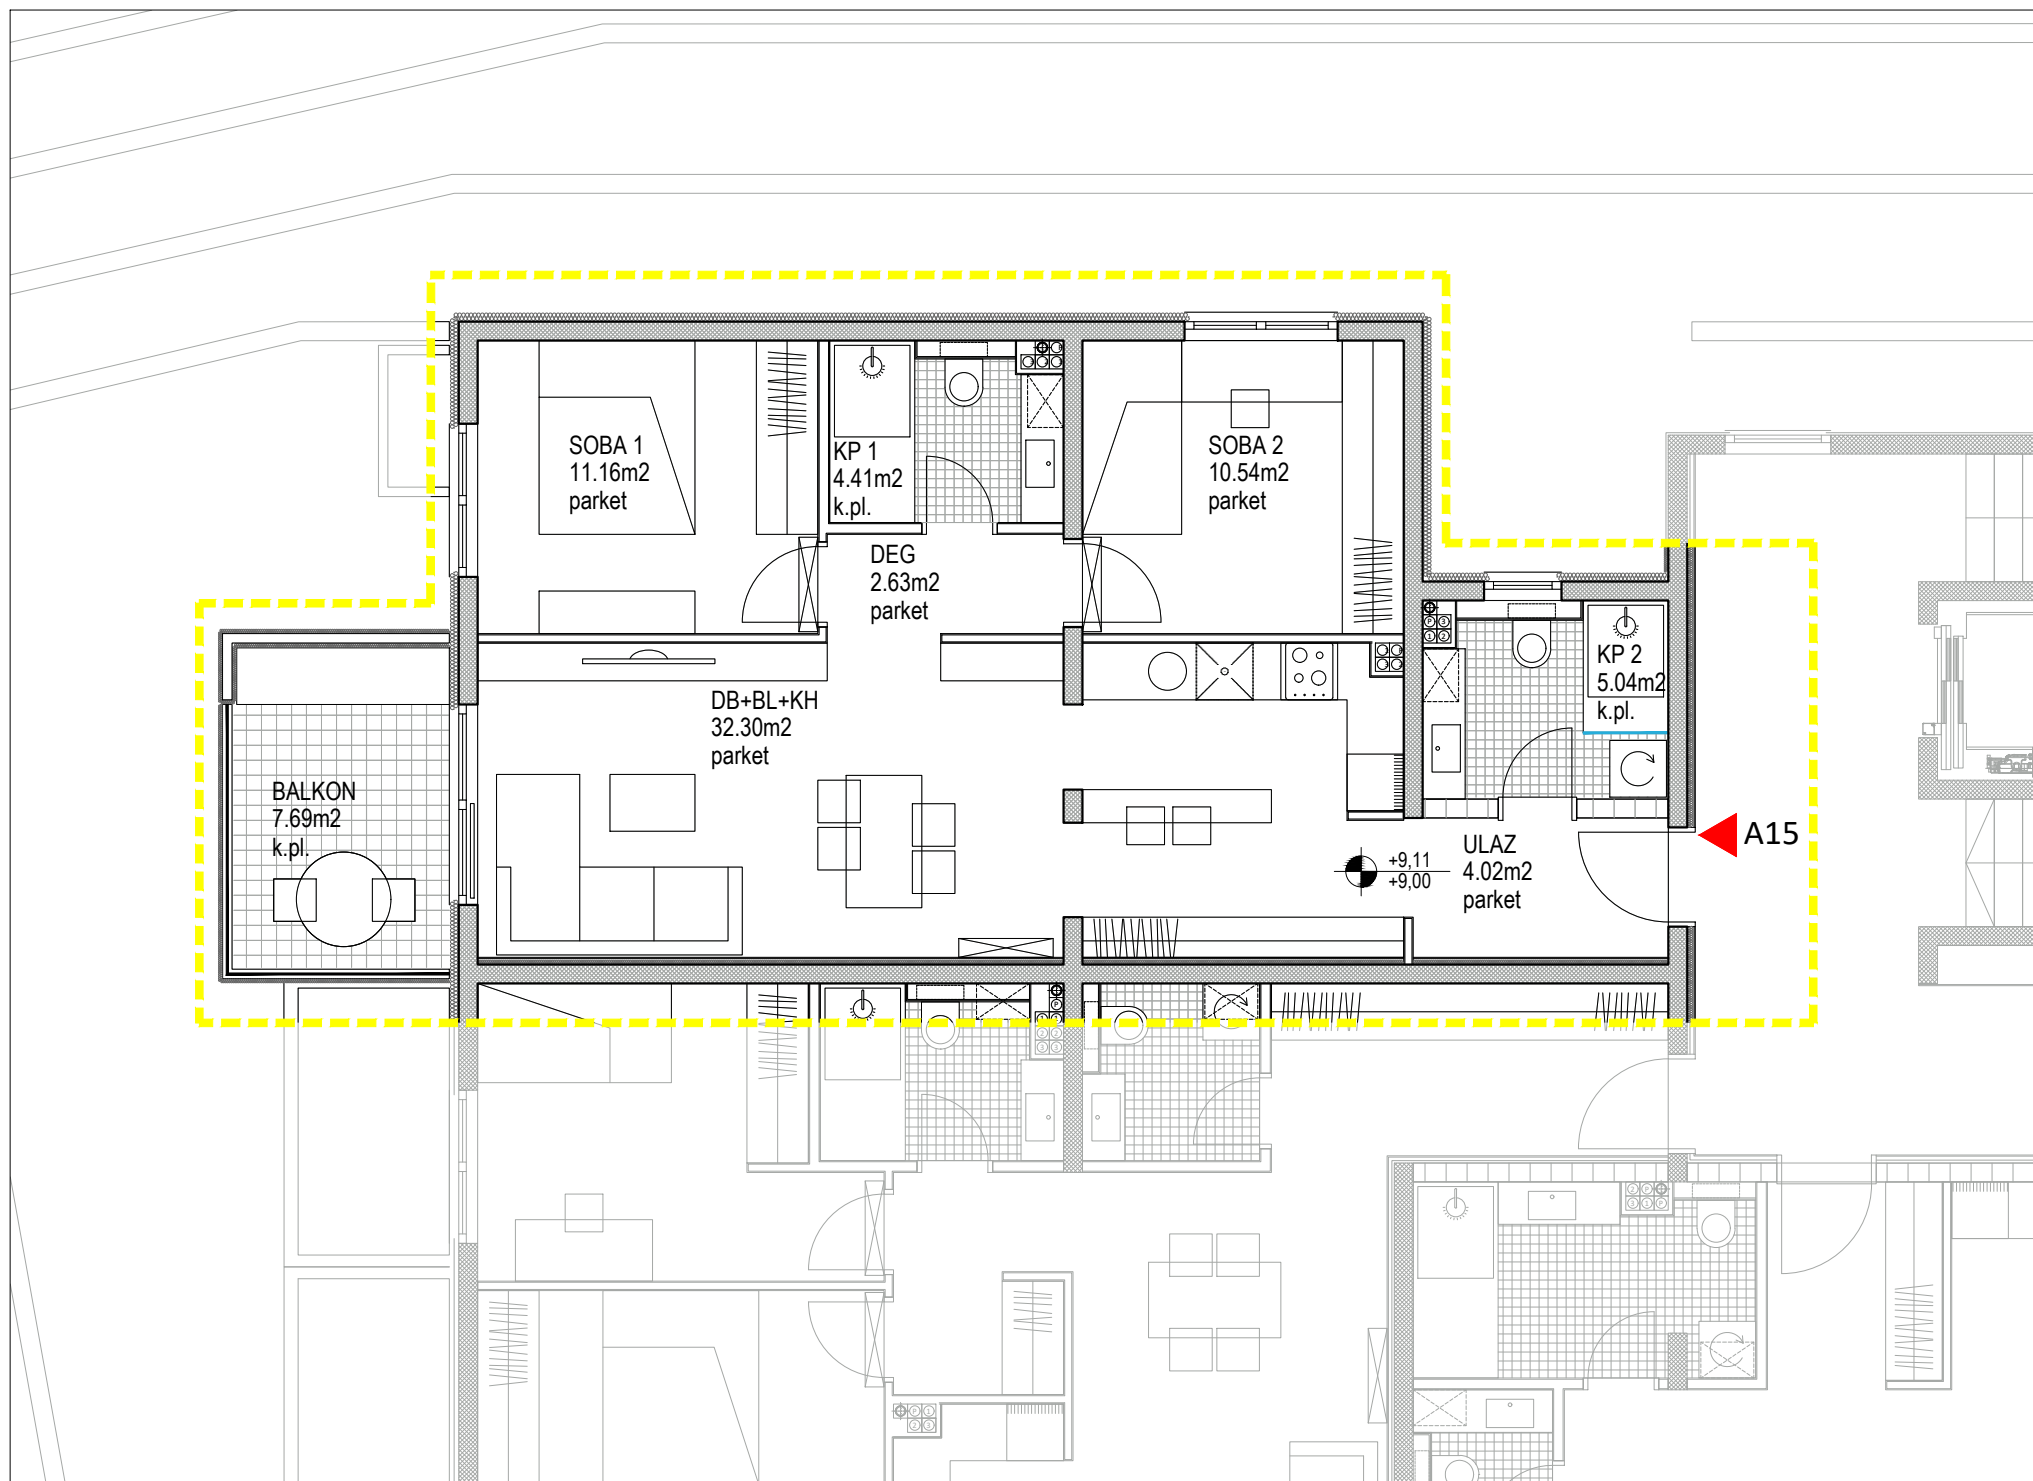 SOBA 1
11.16m2
parket
KP 1
4.41m2
k.pl.
SOBA 2
10.54m2
parket
DEG
2.63m2
parket
KP 2
5.04m2
k.pl.
DB+BL+KH
32.30m2
parket
BALKON
7.69m2
k.pl.
ULAZ
4.02m2
parket
+9,11
+9,00
A15